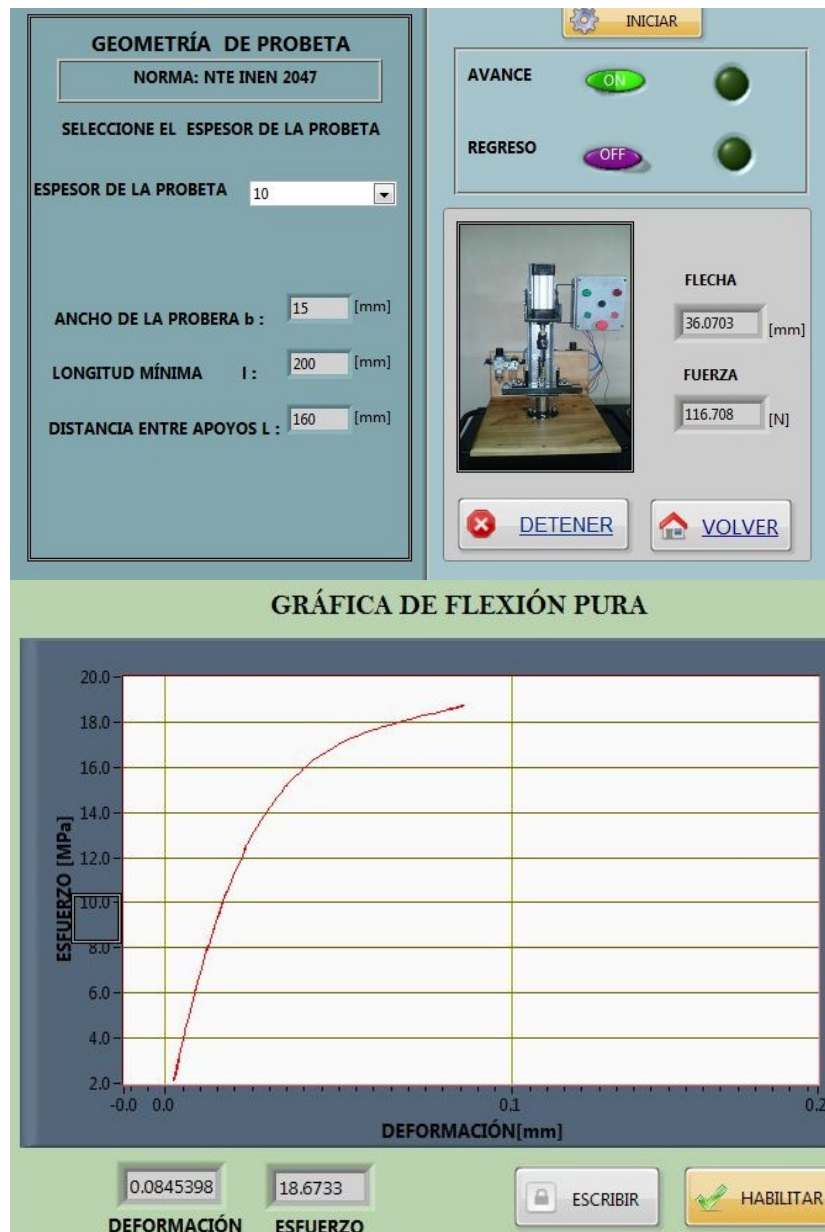 GEOMETRÍA DE PROBETA
NORMA: NTE INEN 2047
SELECCIONE EL ESPESOR DE LA PROBETA
ESPESOR DE LA PROBETA 10
ANCHO DE LA PROBERA b : 15 [mm]
LONGITUD MÍNIMA l : 200 [mm]
DISTANCIA ENTRE APOYOS L : 160 [mm]
INICIAR
AVANCE ON
REGRESO OFF
FLECHA
36.0703 [mm]
FUERZA
116.708 [N]
DETENER VOLVER
GRÁFICA DE FLEXIÓN PURA
ESFUERZO [MPa]
20.0
18.0
16.0
14.0
12.0
10.0
8.0
6.0
4.0
2.0
-0.0 0.0 0.1 0.2
DEFORMACIÓN[mm]
0.0845398 18.6733 ESCRIBIR HABILITAR
DEFORMACIÓN ESFUERZO